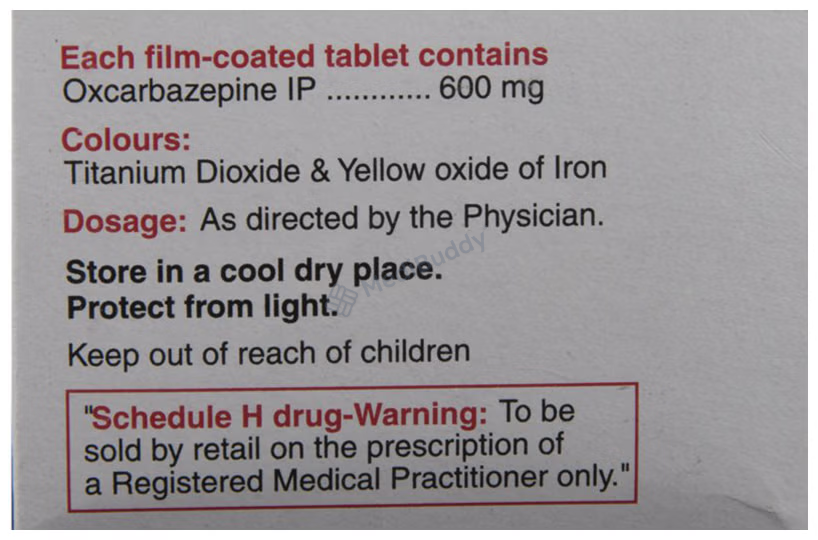 Each film-coated tablet contains
Oxcarbazepine IP ............ 600 mg
Colours:
Titanium Dioxide & Yellow oxide of Iron
Dosage: As directed by the Physician.
Store in a cool dry place.
Protect from light.
MediBuddy
Keep out of reach of children
"Schedule H drug-Warning: To be
sold by retail on the prescription of
a Registered Medical Practitioner only."